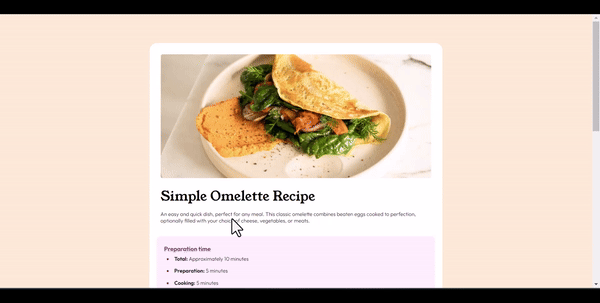 Simple Omelette Recipe
An easy and quick dish, perfect for any meal. This classic omelette combines beaten eggs cooked to perfection,
optionally filled with your choice of cheese, vegetables, or meats.
Preparation time
• Total: Approximately 10 minutes
• Preparation: 5 minutes
• Cooking: 5 minutes